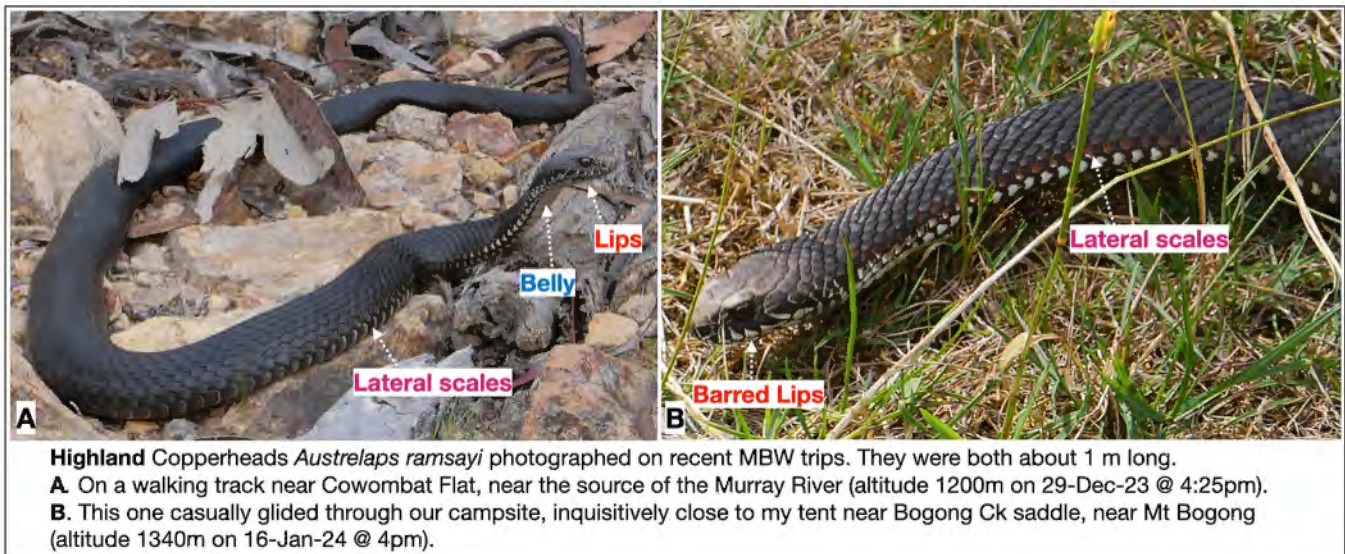 Lips
Belly
Lateral scales
A
Lateral scales
Barred Lips
B
Highland Copperheads Austrelaps ramsayi photographed on recent MBW trips. They were both about 1 m long.
A. On a walking track near Cowombat Flat, near the source of the Murray River (altitude 1200m on 29-Dec-23 @ 4:25pm).
B. This one casually glided through our campsite, inquisitively close to my tent near Bogong Ck saddle, near Mt Bogong
(altitude 1340m on 16-Jan-24 @ 4pm).